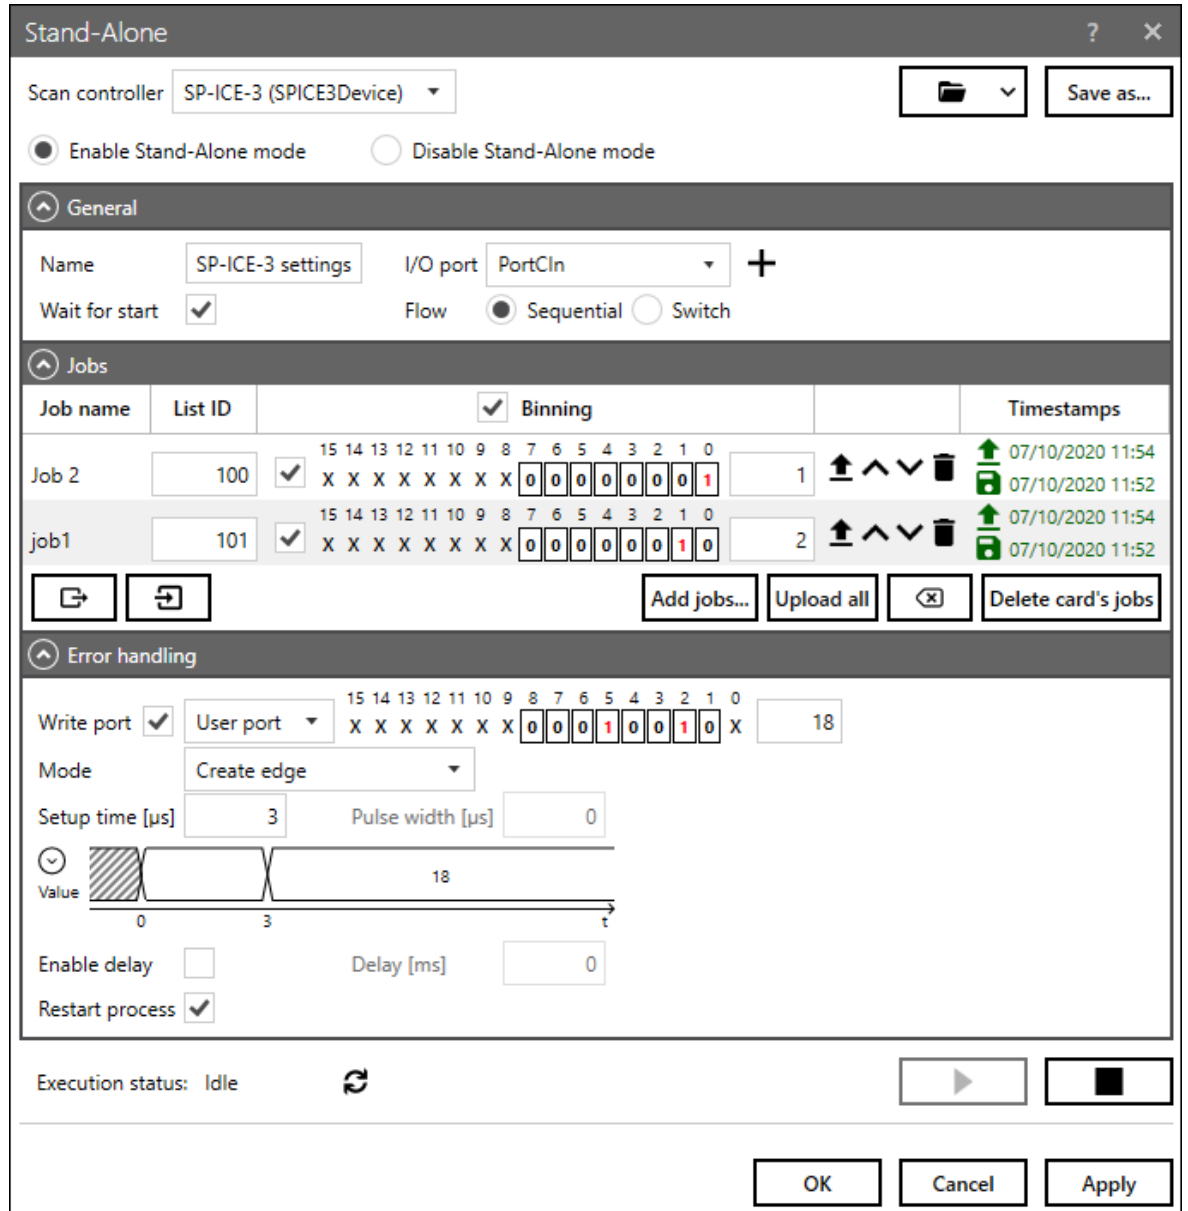 Stand-Alone ? ×
Scan controller SP-ICE-3 (SPICE3Device) Save as...
Enable Stand-Alone mode Disable Stand-Alone mode
General
Name SP-ICE-3 settings I/O port PortCIn +
Wait for start Flow Sequential Switch
Jobs
Job name List ID Binning Timestamps
15 14 13 12 11 10 9 8 7 6 5 4 3 2 1 0 07/10/2020 11:54
Job 2 100 X X X X X X X X 0 0 0 0 0 0 0 1 1 07/10/2020 11:52
15 14 13 12 11 10 9 8 7 6 5 4 3 2 1 0 07/10/2020 11:54
job1 101 X X X X X X X X 0 0 0 0 0 0 1 0 2 07/10/2020 11:52
Add jobs... Upload all Delete card's jobs
Error handling
15 14 13 12 11 10 9 8 7 6 5 4 3 2 1 0
Write port User port X X X X X X X 0 0 0 1 0 0 1 0 X 18
Mode Create edge
Setup time [µs] 3 Pulse width [µs] 0
Value 18
0 3 t
Enable delay Delay [ms] 0
Restart process
Execution status: Idle
OK Cancel Apply